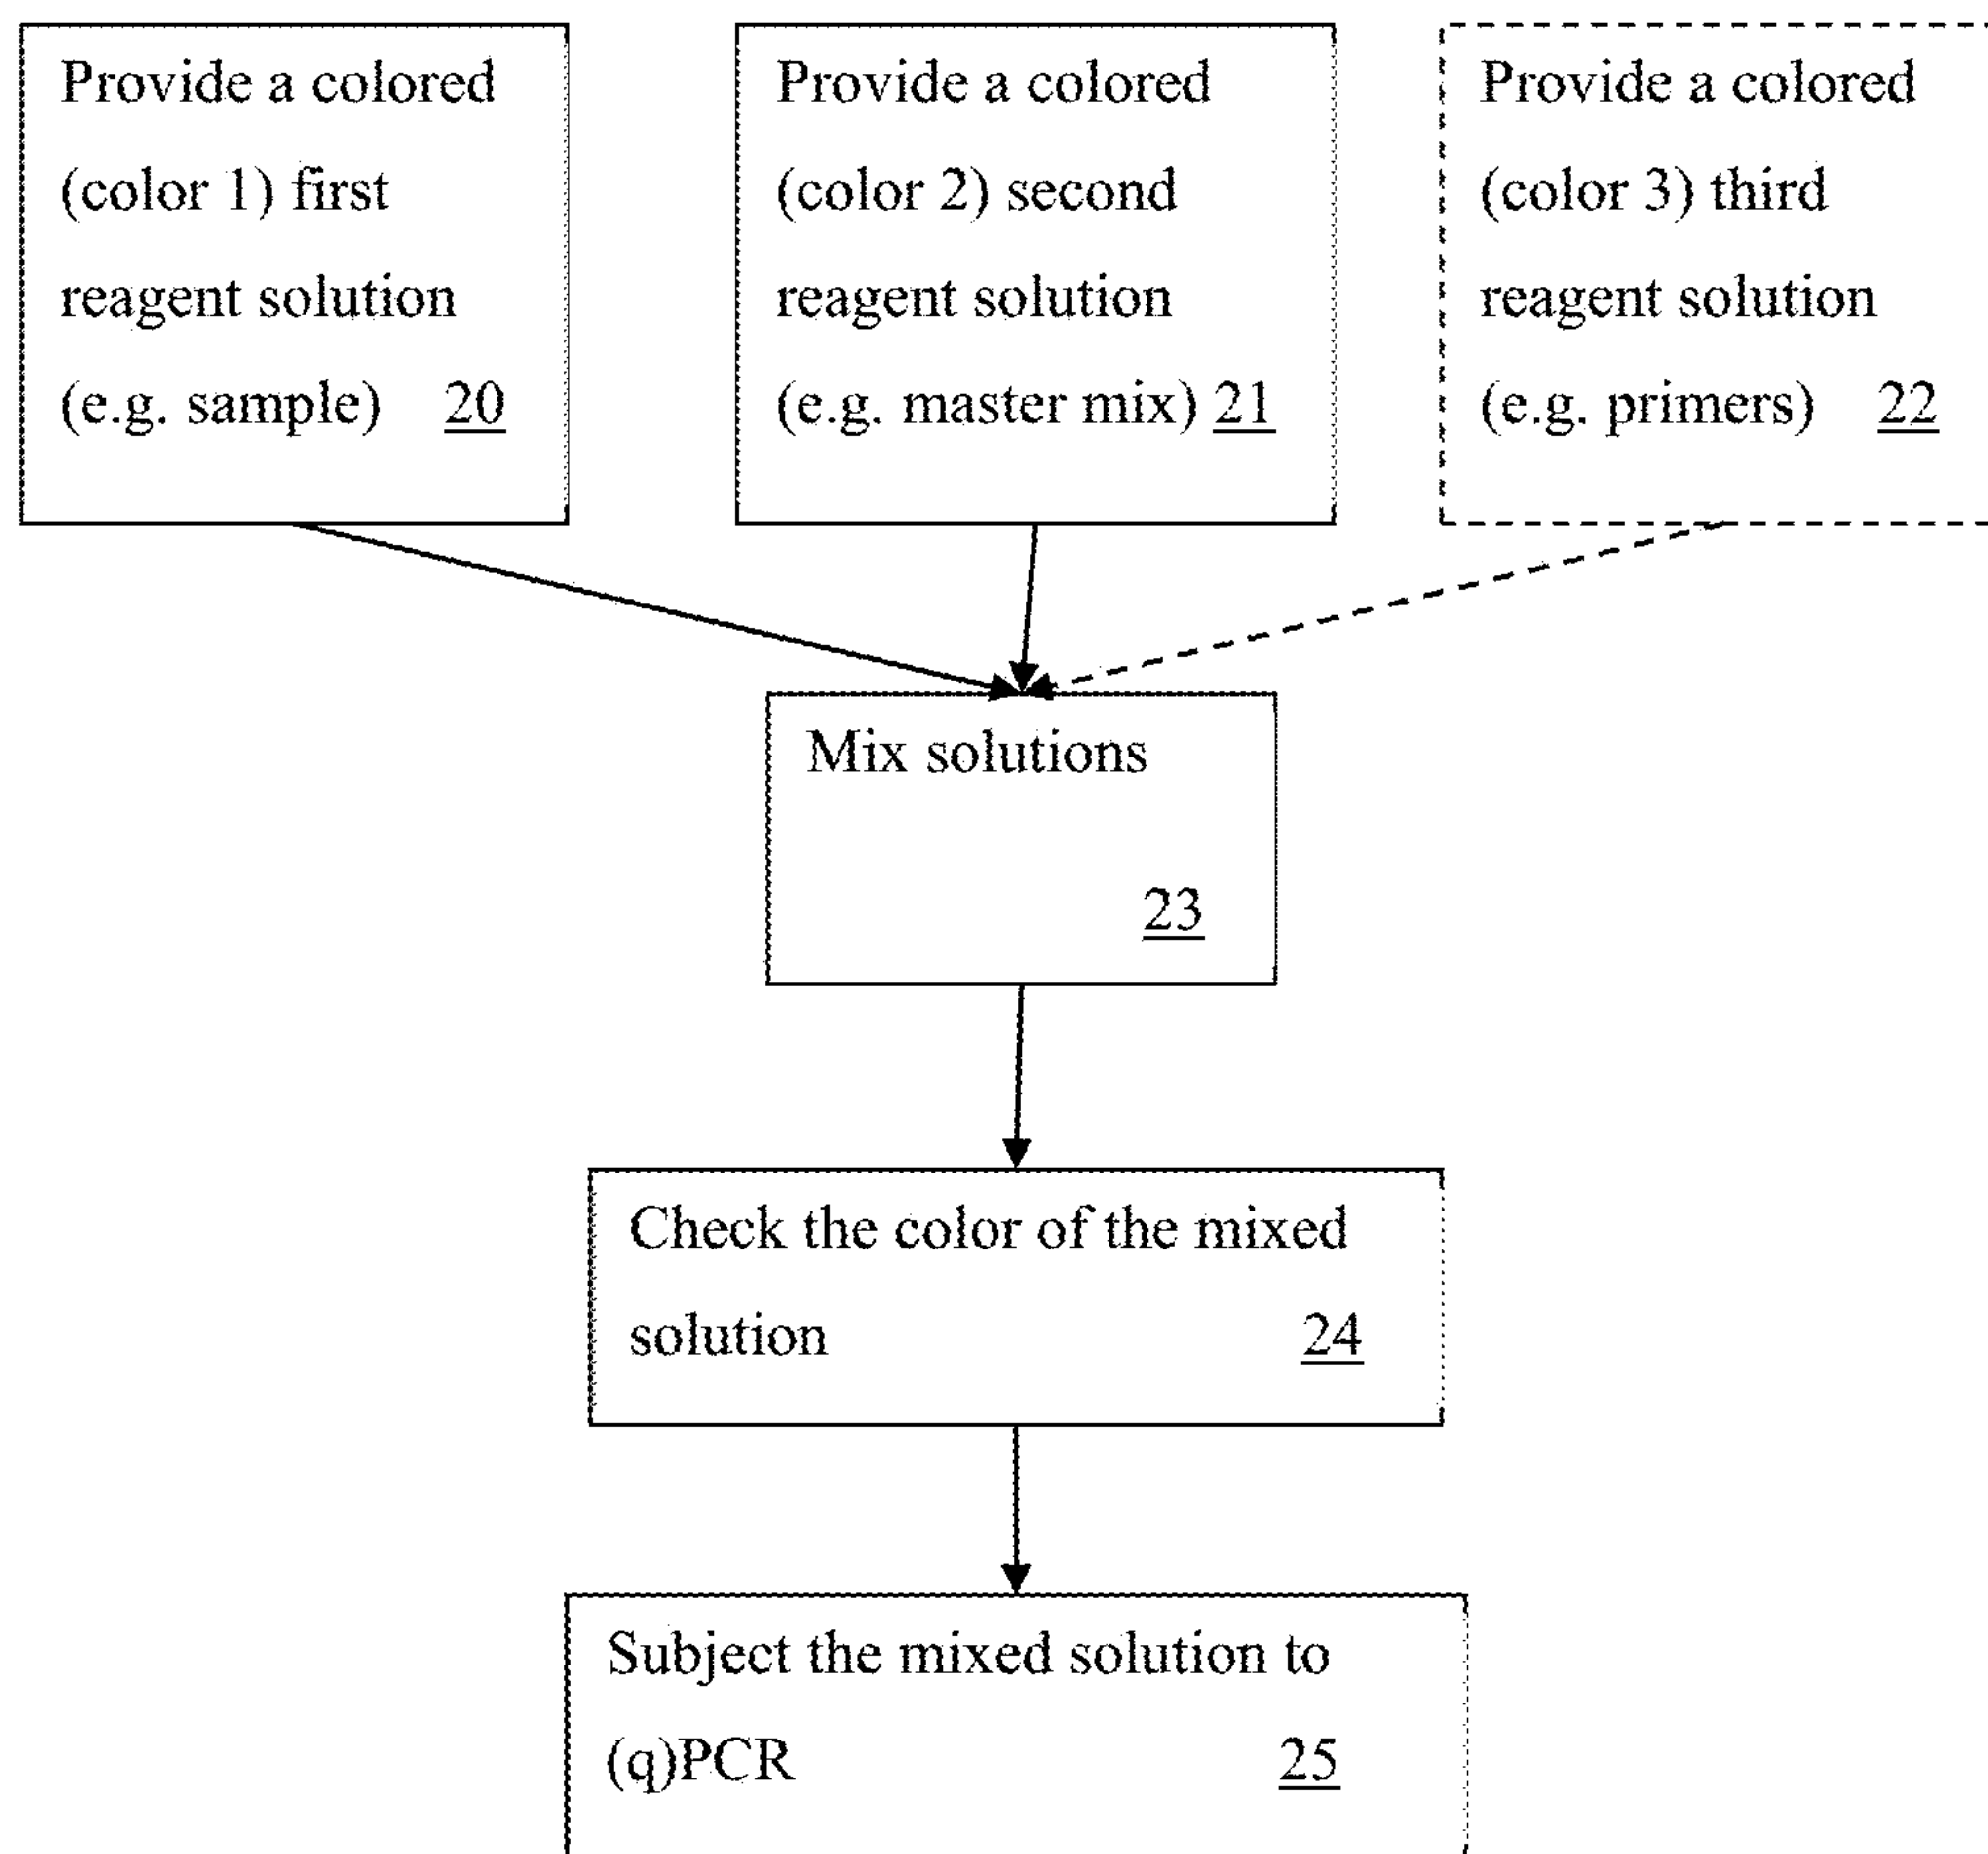 Provide a colored
(color 1) first
reagent solution
(e.g. sample) 20
Provide a colored
(color 2) second
reagent solution
(e.g. master mix) 21
Provide a colored
(color 3) third
reagent solution
(e.g. primers) 22
Mix solutions
23
Check the color of the mixed
solution 24
Subject the mixed solution to
(q)PCR 25